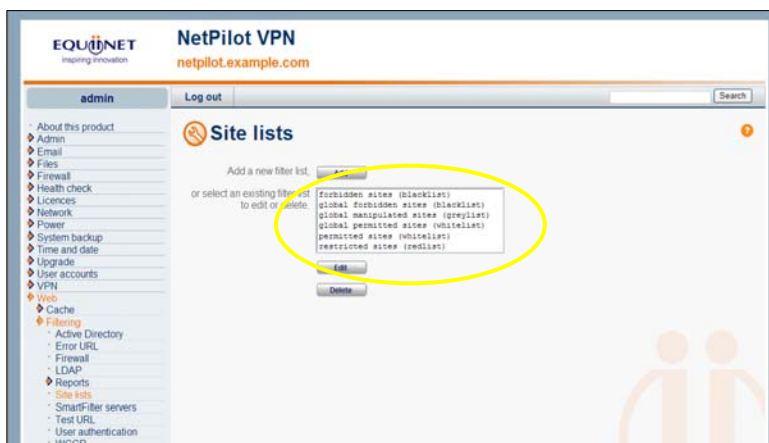 EQUIINET
inspiring innovation
NetPilot VPN
netpilot.example.com
admin
Log out
Search
About this product
Admin
Email
Files
Firewall
Health check
Licences
Network
Power
System backup
Time and date
Upgrade
User accounts
VPN
Web
Cache
Filtering
Active Directory
Error URL
Firewall
LDAP
Reports
Site lists
SmartFilter servers
Test URL
User authentication
WCCP
Site lists
Add a new filter list,
Add
or select an existing filter list
to edit or delete.
forbidden sites (blacklist)
global forbidden sites (blacklist)
global manipulated sites (greylist)
global permitted sites (whitelist)
permitted sites (whitelist)
restricted sites (redlist)
Edit
Delete